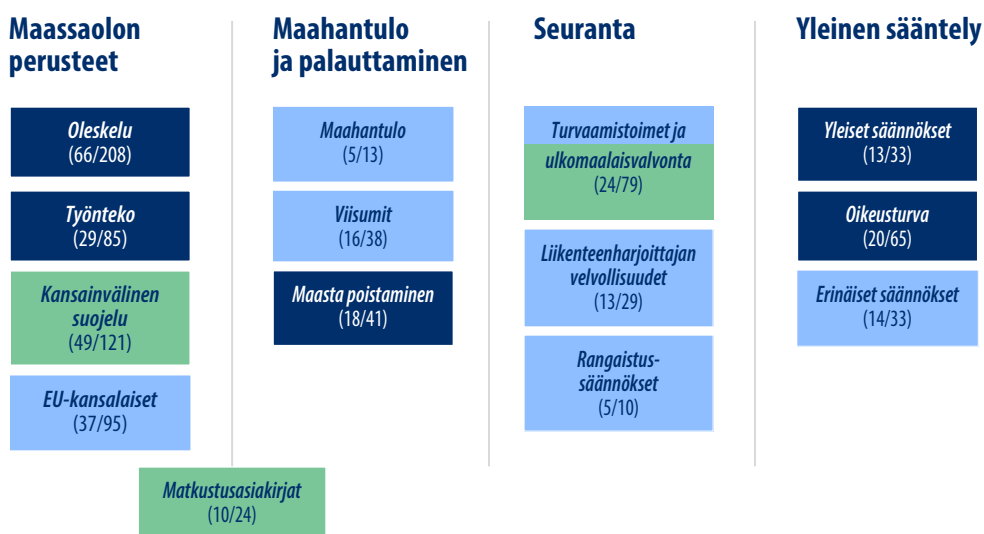 Maassaolon
perusteet
Oleskelu
(66/208)
Työnteko
(29/85)
Kansainvälinen
suojelu
(49/121)
EU-kansalaiset
(37/95)
Matkustusasiakirjat
(10/24)
Maahantulo
ja palauttaminen
Maahantulo
(5/13)
Viisumit
(16/38)
Maasta poistaminen
(18/41)
Seuranta
Turvaamistoimet ja
ulkomaalaisvalvonta
(24/79)
Liikenteenharjoittajan
velvollisuudet
(13/29)
Rangaistus-
säännökset
(5/10)
Yleinen sääntely
Yleiset säännökset
(13/33)
Oikeusturva
(20/65)
Erinäiset säännökset
(14/33)